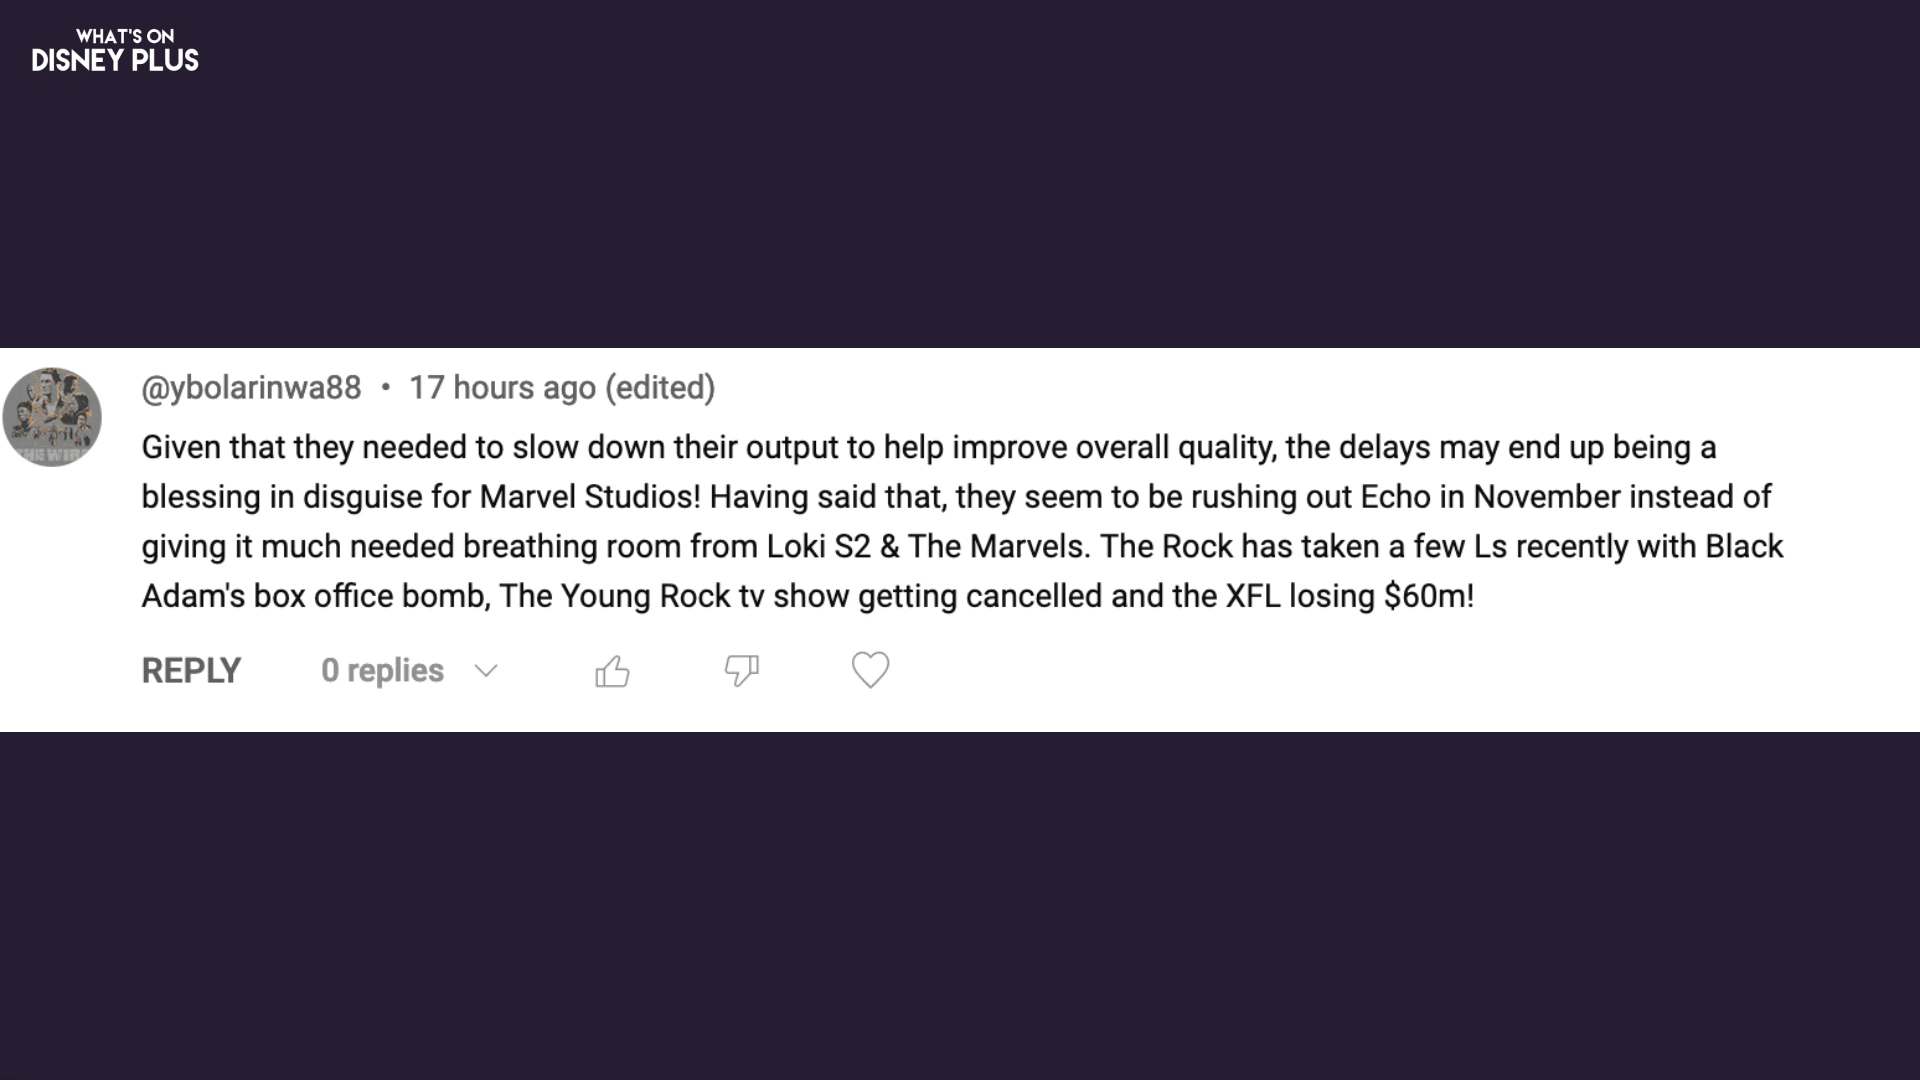 WHAT'S ON
DISNEY PLUS
@ybolarinwa88 • 17 hours ago (edited)
Given that they needed to slow down their output to help improve overall quality, the delays may end up being a
blessing in disguise for Marvel Studios! Having said that, they seem to be rushing out Echo in November instead of
giving it much needed breathing room from Loki S2 & The Marvels. The Rock has taken a few Ls recently with Black
Adam's box office bomb, The Young Rock tv show getting cancelled and the XFL losing $60m!
REPLY 0 replies
THE WIRE